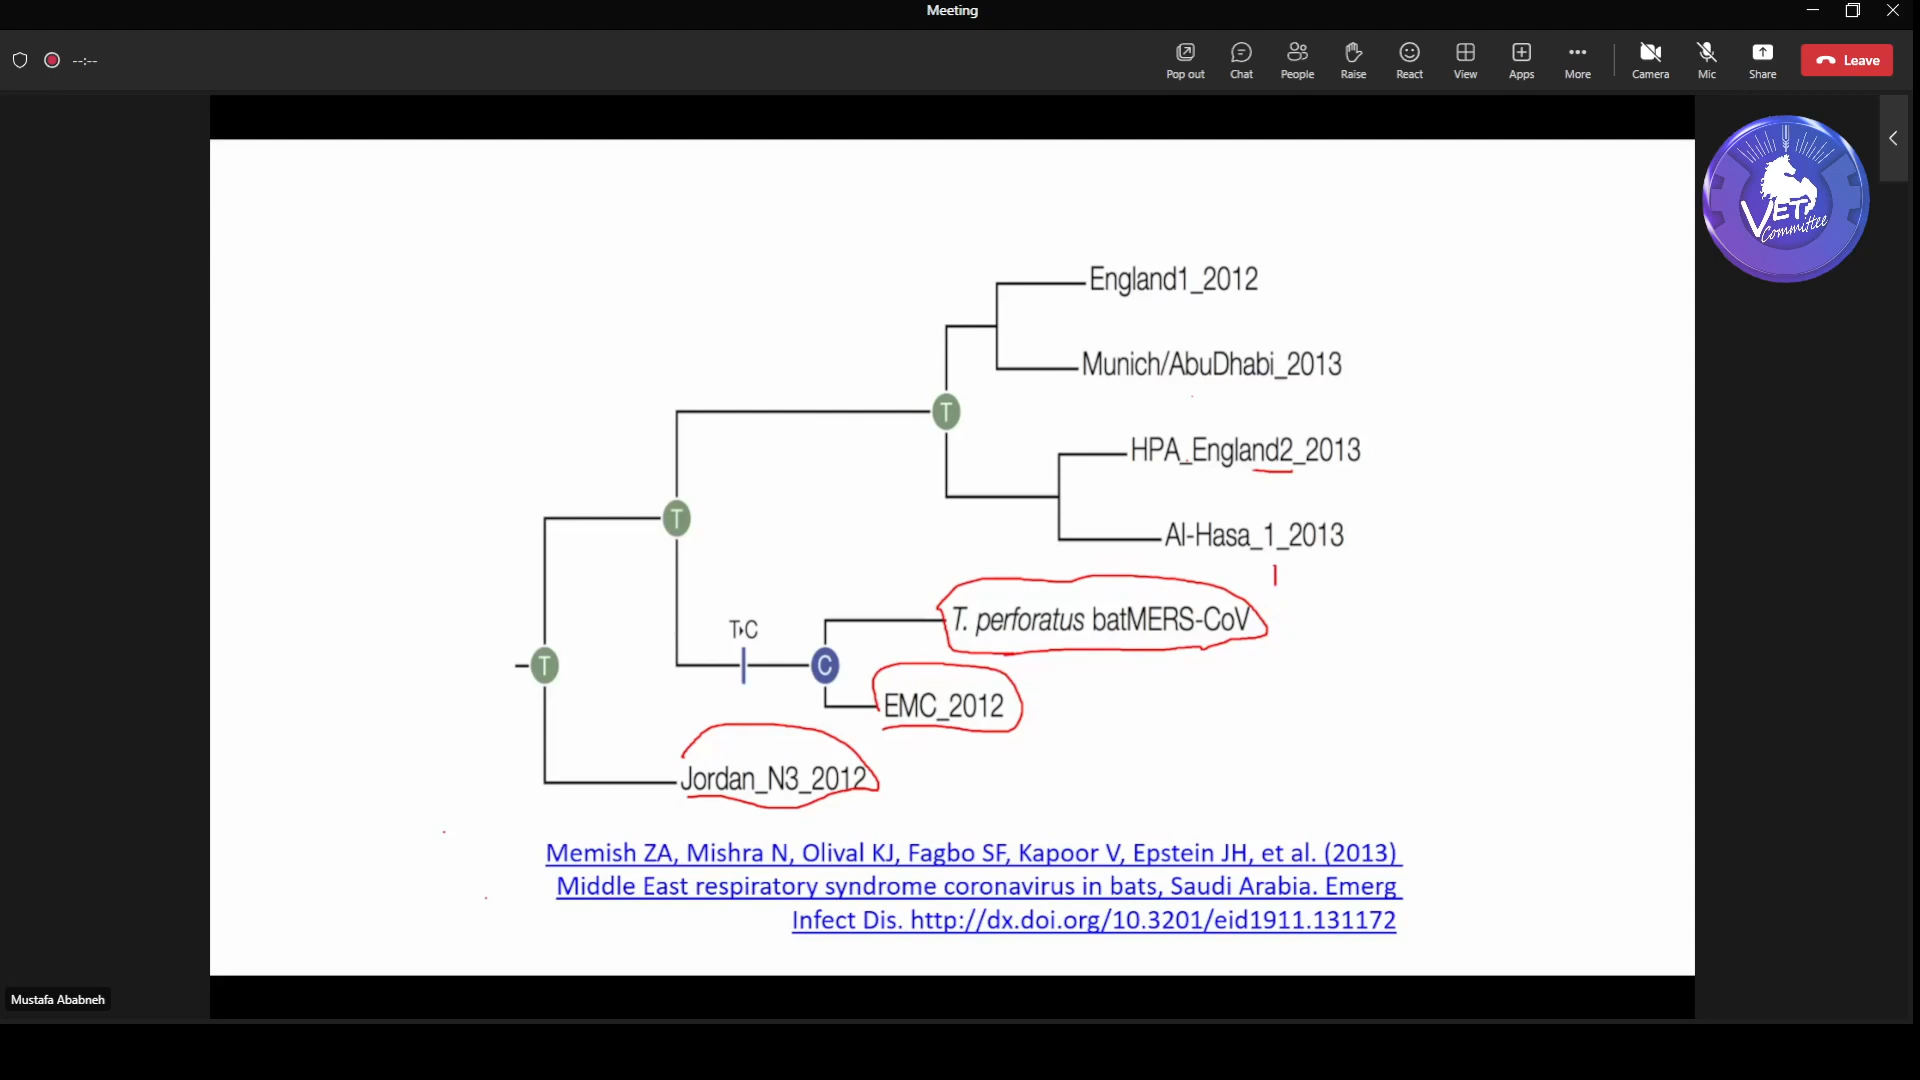 Meeting
--:--
Pop out
Chat
People
Raise
React
View
Apps
More
Camera
Mic
Share
Leave
VET
Committee
England1_2012
Munich/AbuDhabi_2013
T
HPA_England2_2013
T
Al-Hasa_1_2013
T. perforatus batMERS-CoV
T▸C
T
C
EMC_2012
Jordan_N3_2012
Memish ZA, Mishra N, Olival KJ, Fagbo SF, Kapoor V, Epstein JH, et al. (2013)
Middle East respiratory syndrome coronavirus in bats, Saudi Arabia. Emerg
Infect Dis. http://dx.doi.org/10.3201/eid1911.131172
Mustafa Ababneh